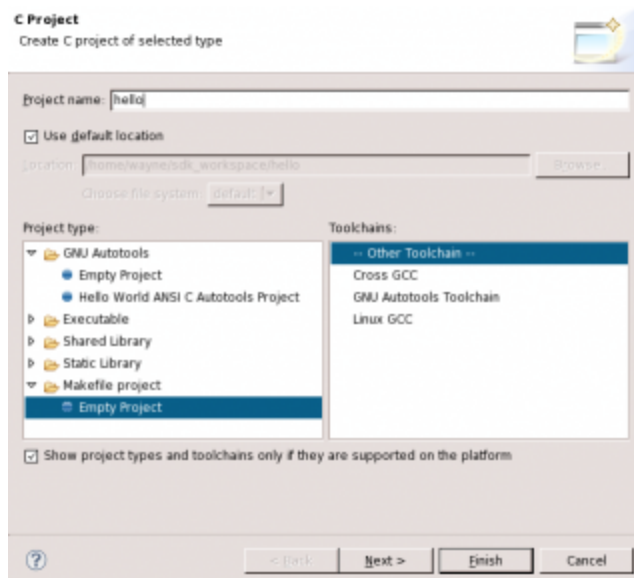 C Project
Create C project of selected type
Project name: hello
Use default location
Location: /home/wayne/sdk_workspace/hello Browse...
Choose file system: default
Project type: Toolchains:
GNU Autotools
Empty Project
Hello World ANSI C Autotools Project
Executable
Shared Library
Static Library
Makefile project
Empty Project
-- Other Toolchain --
Cross GCC
GNU Autotools Toolchain
Linux GCC
Show project types and toolchains only if they are supported on the platform
< Back Next > Finish Cancel